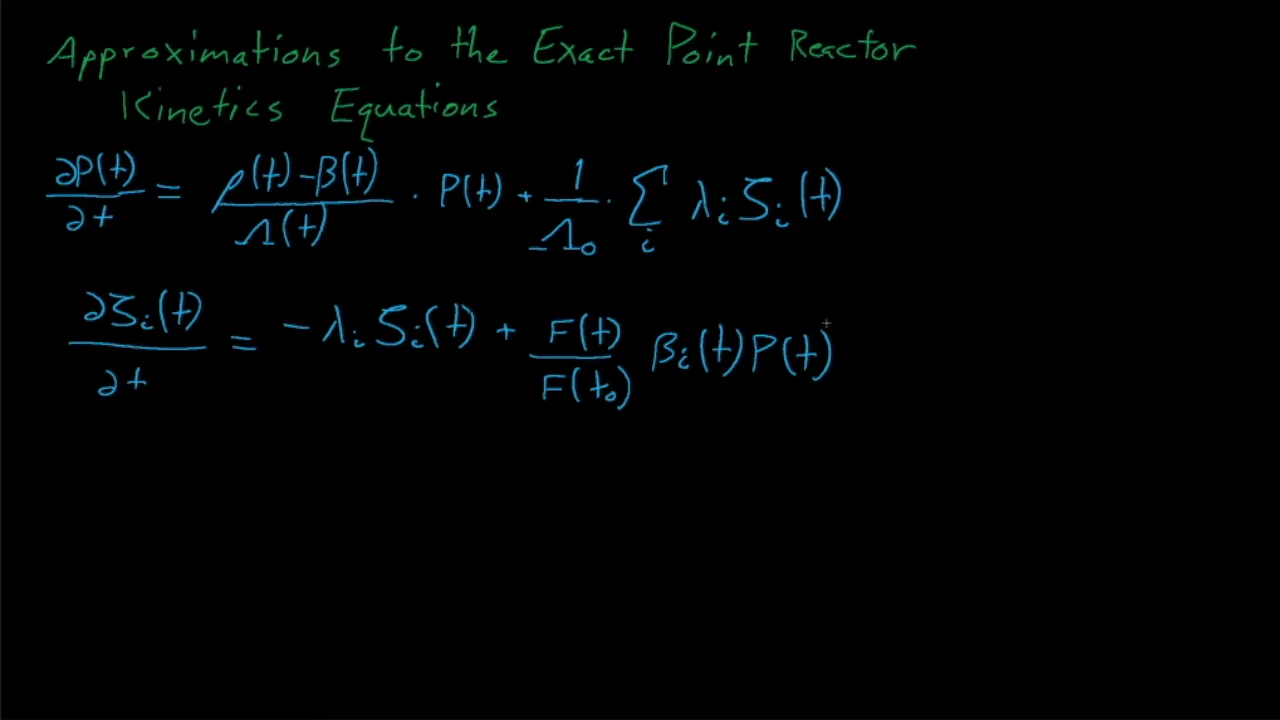 Approximations to the Exact Point Reactor
Kinetics Equations
∂P(t)/∂t = (ρ(t)-β(t))/Λ(t) · P(t) + 1/Λ₀ · Σᵢ λᵢ ζᵢ(t)
∂ζᵢ(t)/∂t = -λᵢ ζᵢ(t) + F(t)/F(t₀) βᵢ(t)P(t)